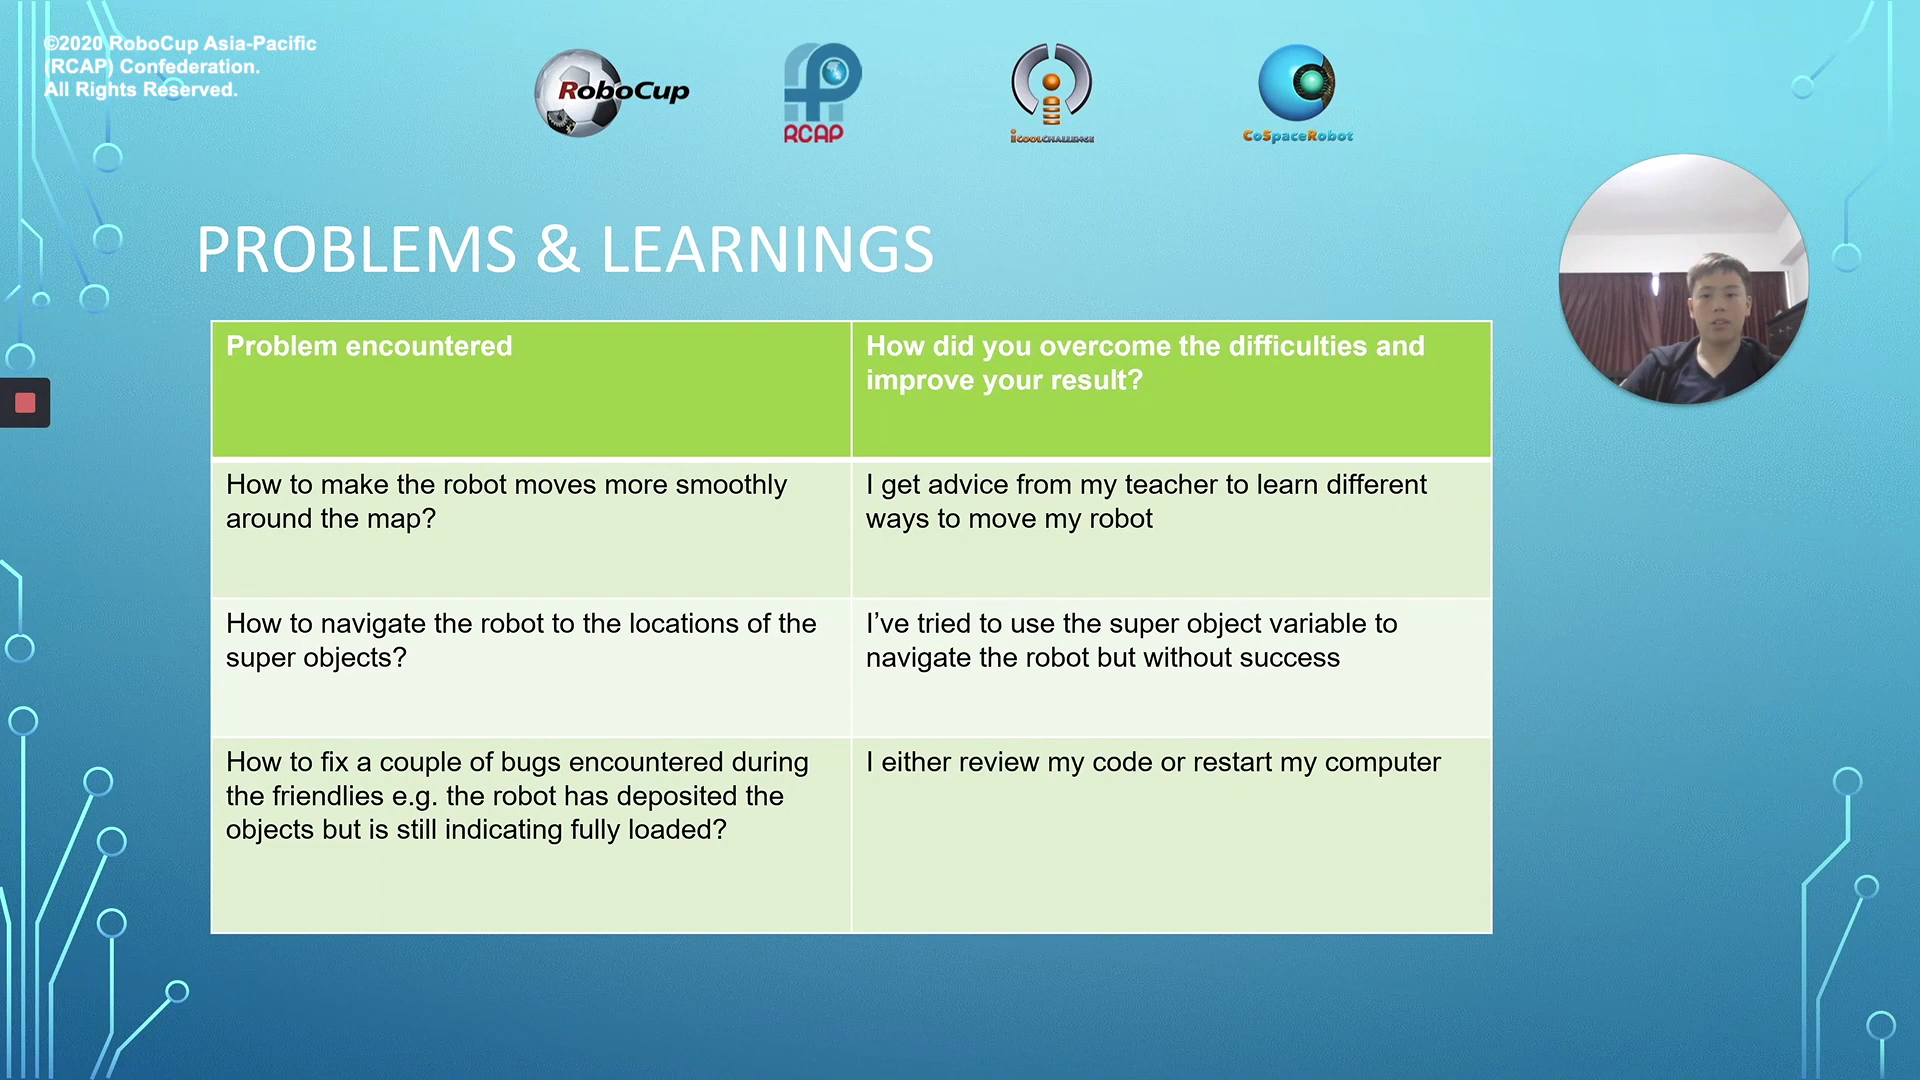 ©2020 RoboCup Asia-Pacific
(RCAP) Confederation.
All Rights Reserved.
RoboCup
RCAP
iCOOLCHALLENGE
CoSpaceRobot
PROBLEMS & LEARNINGS
Problem encountered
How did you overcome the difficulties and
improve your result?
How to make the robot moves more smoothly
around the map?
I get advice from my teacher to learn different
ways to move my robot
How to navigate the robot to the locations of the
super objects?
I’ve tried to use the super object variable to
navigate the robot but without success
How to fix a couple of bugs encountered during
the friendlies e.g. the robot has deposited the
objects but is still indicating fully loaded?
I either review my code or restart my computer